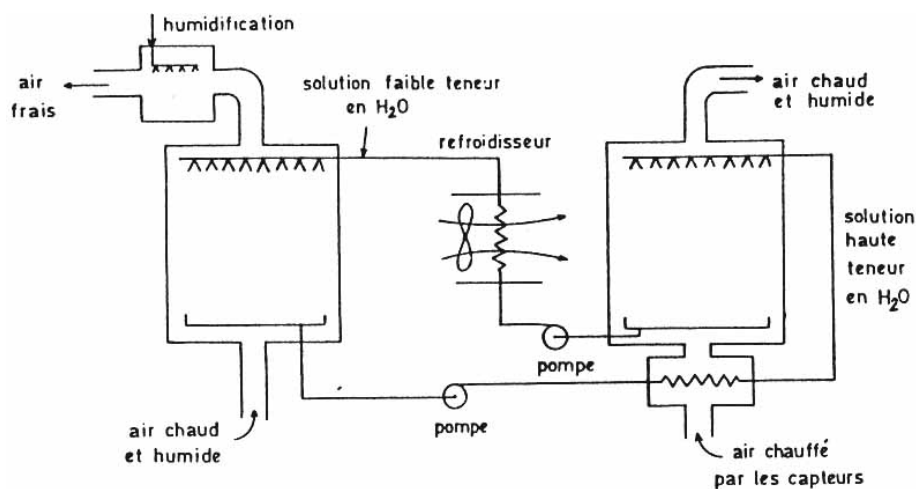 humidification
air
frais
solution faible teneur
en H₂O
refroidisseur
air chaud
et humide
solution
haute
teneur
en H₂O
pompe
pompe
air chaud
et humide
air chauffé
par les capteurs